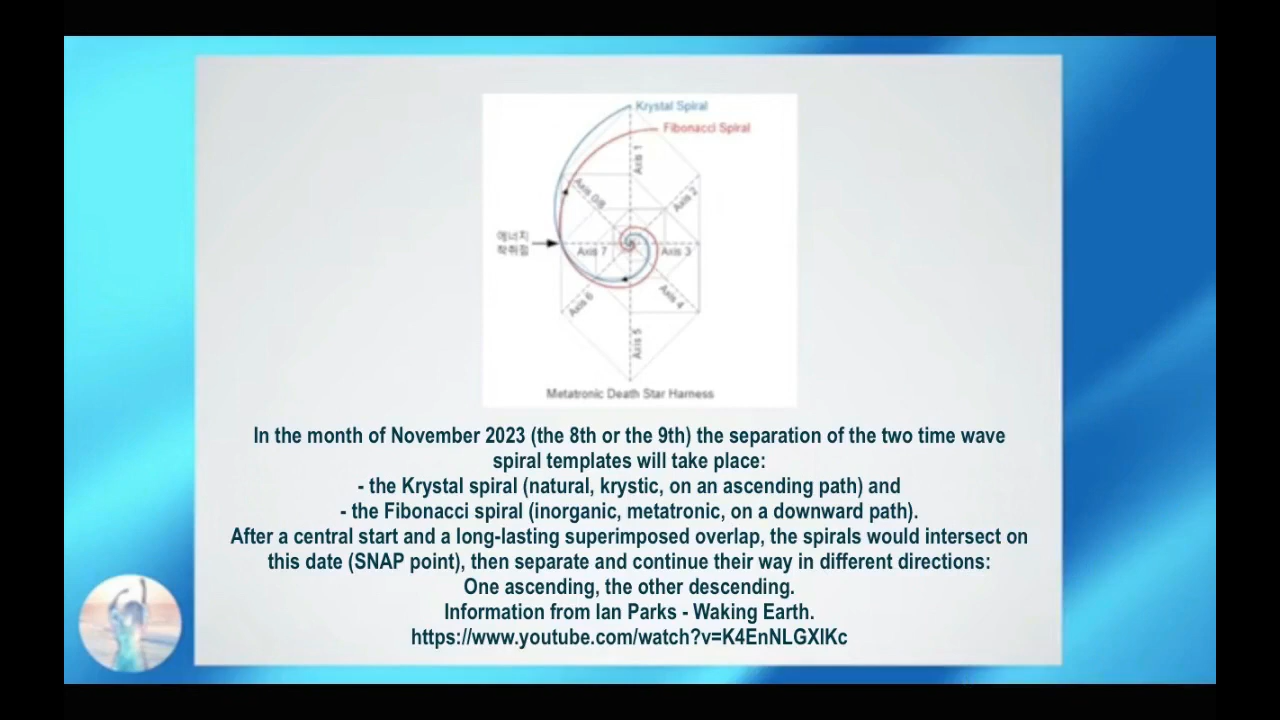 Krystal Spiral
Fibonacci Spiral
Axis 1
Axis 0/8
Axis 2
에너지
착취점
Axis 7
Axis 3
Axis 6
Axis 4
Axis 5
Metatronic Death Star Harness
In the month of November 2023 (the 8th or the 9th) the separation of the two time wave
spiral templates will take place:
- the Krystal spiral (natural, krystic, on an ascending path) and
- the Fibonacci spiral (inorganic, metatronic, on a downward path).
After a central start and a long-lasting superimposed overlap, the spirals would intersect on
this date (SNAP point), then separate and continue their way in different directions:
One ascending, the other descending.
Information from Ian Parks - Waking Earth.
https://www.youtube.com/watch?v=K4EnNLGXlKc